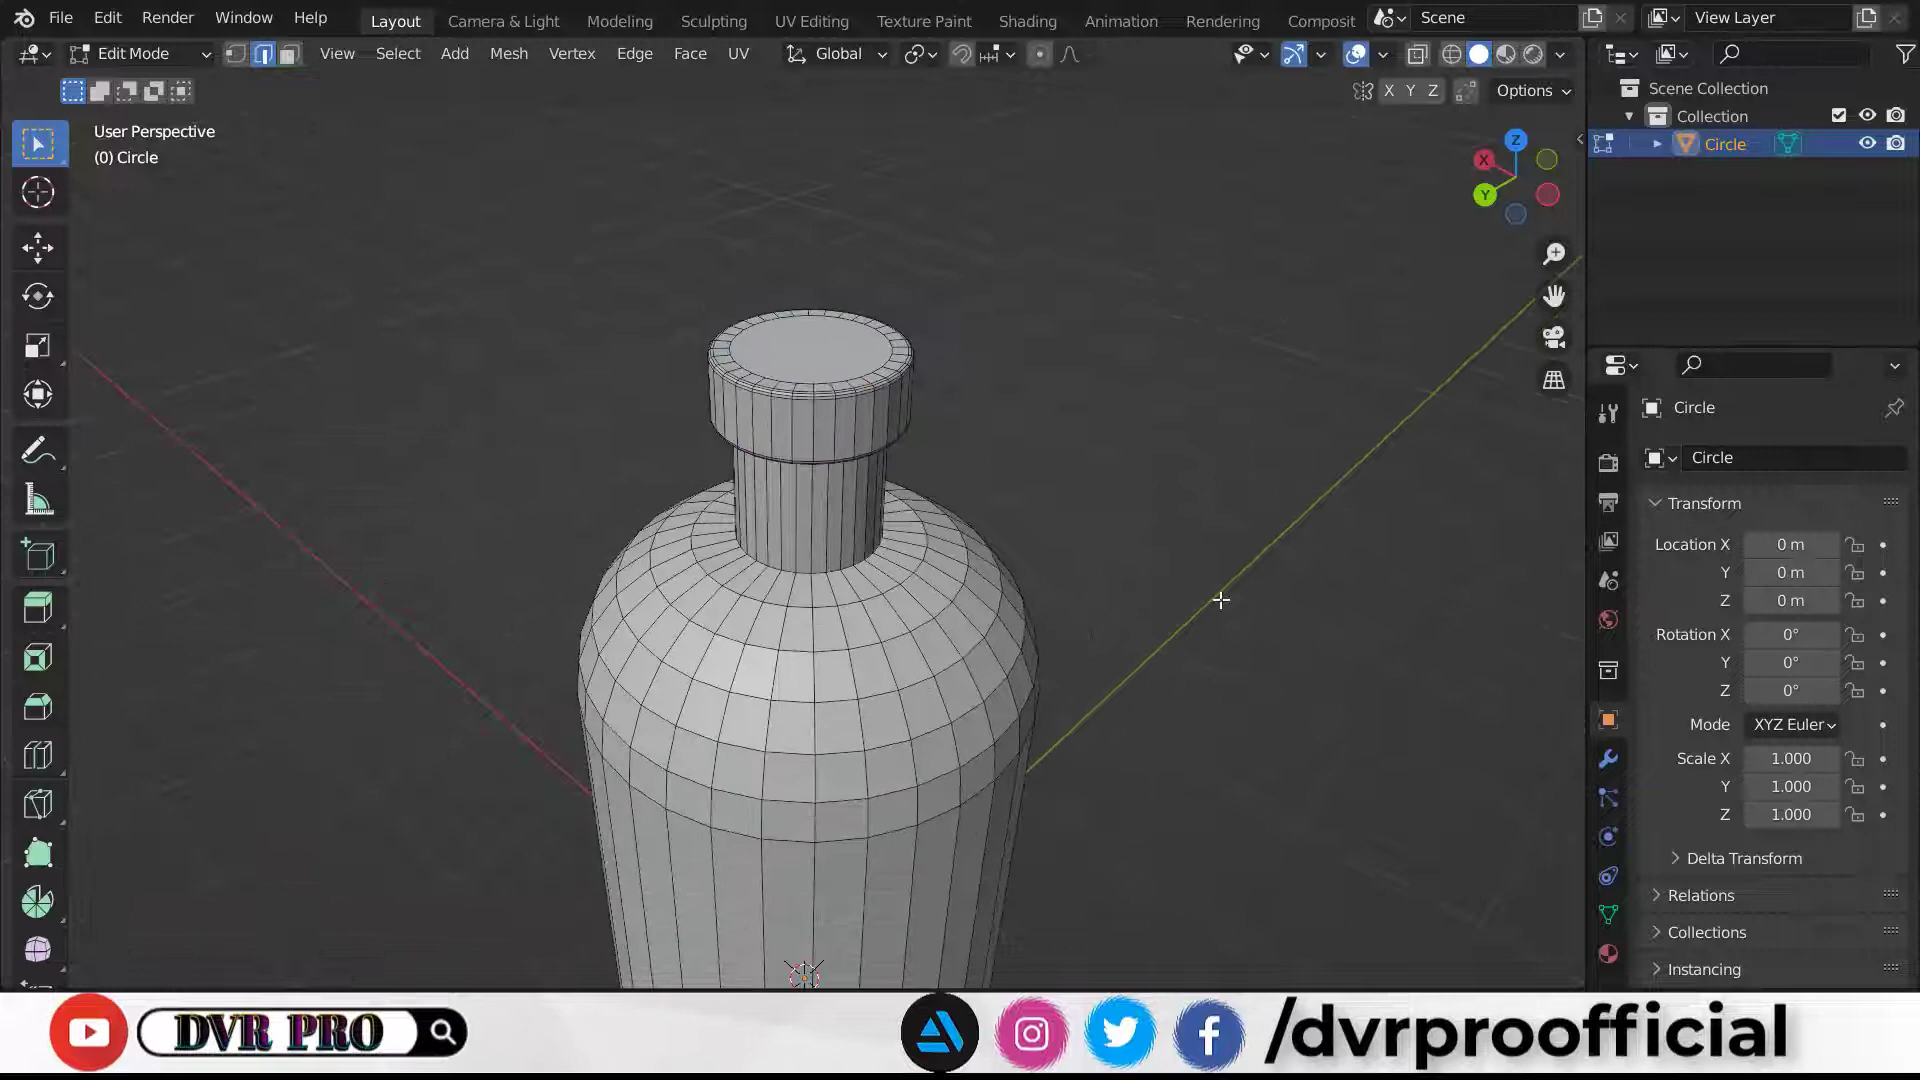 File Edit Render Window Help
Layout Camera & Light Modeling Sculpting UV Editing Texture Paint Shading Animation Rendering Composit
Scene
View Layer
Edit Mode
View Select Add Mesh Vertex Edge Face UV
Global
X Y Z
Options
User Perspective
(0) Circle
Z
X
Y
Scene Collection
Collection
Circle
Circle
Circle
Transform
Location X 0 m
Y 0 m
Z 0 m
Rotation X 0°
Y 0°
Z 0°
Mode XYZ Euler
Scale X 1.000
Y 1.000
Z 1.000
Delta Transform
Relations
Collections
Instancing
DVR PRO
/dvrproofficial